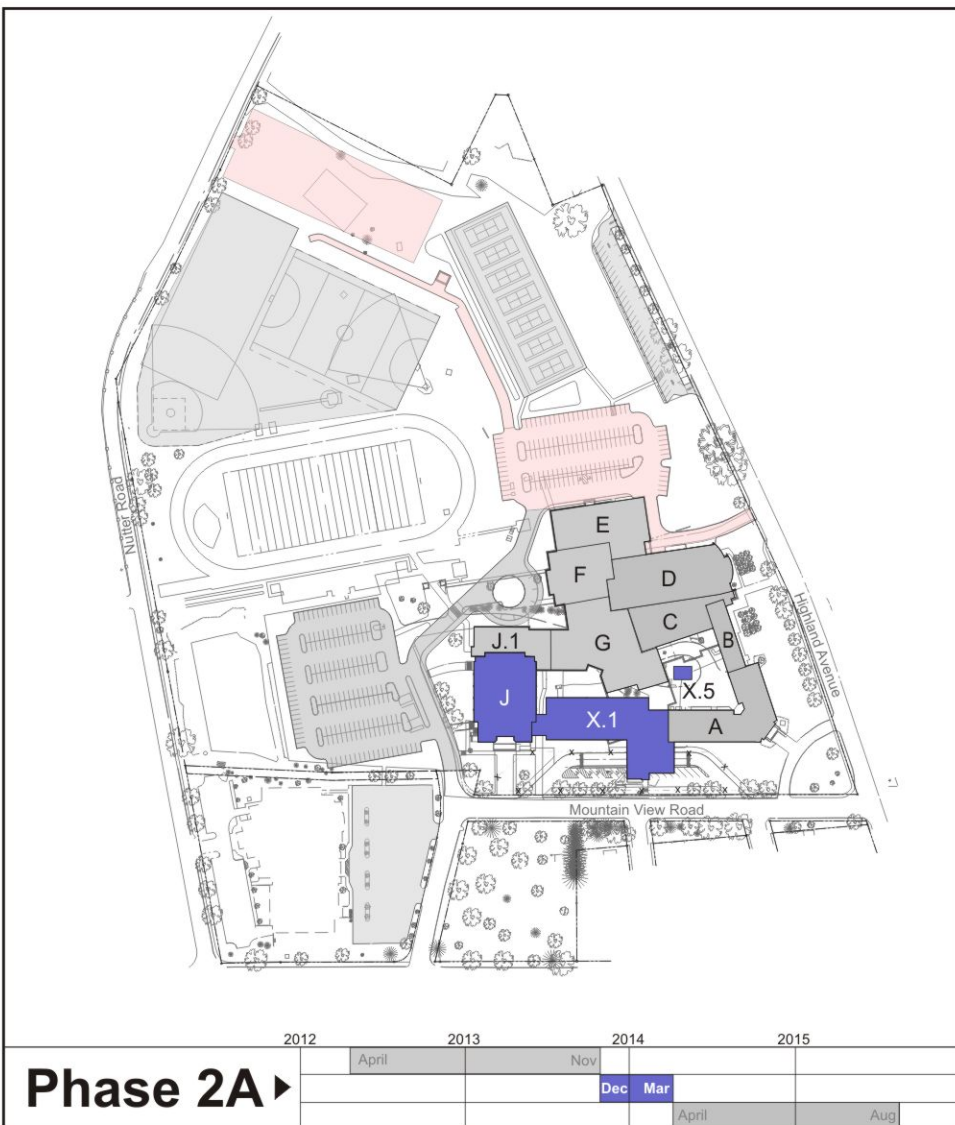 Nutter Road
Highland Avenue
E
F
D
C
B
J.1
G
X.5
J
X.1
A
Mountain View Road
2012 2013 2014 2015
April Nov
Phase 2A
Dec Mar
April Aug